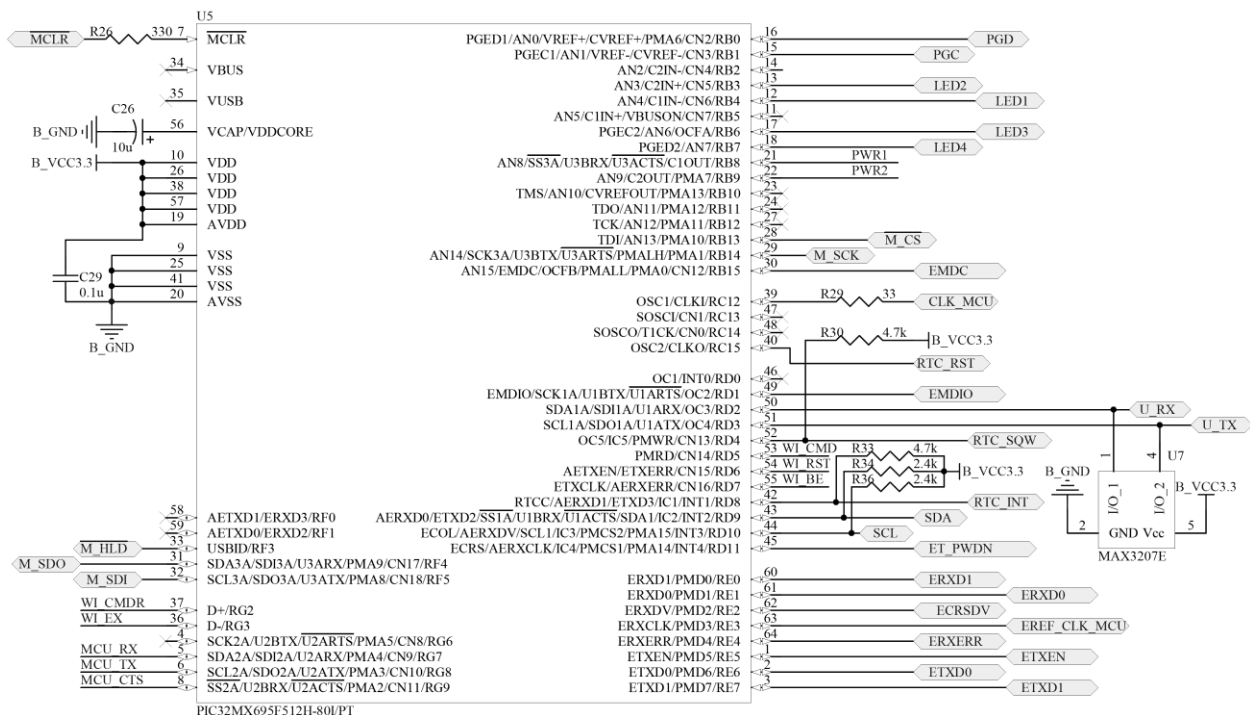 U5
MCLR R26 330 7 MCLR
34 VBUS
35 VUSB
C26
B_GND 10u + 56 VCAP/VDDCORE
B_VCC3.3 10 VDD
26 VDD
38 VDD
57 VDD
19 AVDD
9 VSS
25 VSS
C29
0.1u
41 VSS
20 AVSS
B_GND
58 AETXD1/ERXD3/RF0
59 AETXD0/ERXD2/RF1
M_HLD 33 USBID/RF3
M_SDO 31 SDA3A/SDI3A/U3ARX/PMA9/CN17/RF4
M_SDI 32 SCL3A/SDO3A/U3ATX/PMA8/CN18/RF5
WI_CMDR 37 D+/RG2
WI_EX 36 D-/RG3
4 SCK2A/U2BTX/U2ARTS/PMA5/CN8/RG6
MCU_RX 5 SDA2A/SDI2A/U2ARX/PMA4/CN9/RG7
MCU_TX 6 SCL2A/SDO2A/U2ATX/PMA3/CN10/RG8
MCU_CTS 8 SS2A/U2BRX/U2ACTS/PMA2/CN11/RG9
PIC32MX695F512H-80I/PT
PGED1/AN0/VREF+/CVREF+/PMA6/CN2/RB0 16 PGD
PGEC1/AN1/VREF-/CVREF-/CN3/RB1 15 PGC
AN2/C2IN-/CN4/RB2 14
AN3/C2IN+/CN5/RB3 13 LED2
AN4/C1IN-/CN6/RB4 12 LED1
AN5/C1IN+/VBUSON/CN7/RB5 11
PGEC2/AN6/OCFA/RB6 17 LED3
PGED2/AN7/RB7 18 LED4
AN8/SS3A/U3BRX/U3ACTS/C1OUT/RB8 21 PWR1
AN9/C2OUT/PMA7/RB9 22 PWR2
TMS/AN10/CVREFOUT/PMA13/RB10 23
TDO/AN11/PMA12/RB11 24
TCK/AN12/PMA11/RB12 27
TDI/AN13/PMA10/RB13 28 M_CS
AN14/SCK3A/U3BTX/U3ARTS/PMALH/PMA1/RB14 29 M_SCK
AN15/EMDC/OCFB/PMALL/PMA0/CN12/RB15 30 EMDC
OSC1/CLKI/RC12 39 R29 33 CLK_MCU
SOSCI/CN1/RC13 47
SOSCO/T1CK/CN0/RC14 48 R30 4.7k B_VCC3.3
OSC2/CLKO/RC15 40
RTC_RST
OC1/INT0/RD0 46
EMDIO/SCK1A/U1BTX/U1ARTS/OC2/RD1 49 EMDIO
SDA1A/SDI1A/U1ARX/OC3/RD2 50 U_RX
SCL1A/SDO1A/U1ATX/OC4/RD3 51 U_TX
OC5/IC5/PMWR/CN13/RD4 52 RTC_SQW
PMRD/CN14/RD5 53 WI_CMD R33 4.7k
AETXEN/ETXERR/CN15/RD6 54 WI_RST R34 2.4k B_VCC3.3
ETXCLK/AERXERR/CN16/RD7 55 WI_BE R36 2.4k
RTCC/AERXD1/ETXD3/IC1/INT1/RD8 42 RTC_INT
AERXD0/ETXD2/SS1A/U1BRX/U1ACTS/SDA1/IC2/INT2/RD9 43 SDA
ECOL/AERXDV/SCL1/IC3/PMCS2/PMA15/INT3/RD10 44 SCL
ECRS/AERXCLK/IC4/PMCS1/PMA14/INT4/RD11 45 ET_PWDN
ERXD1/PMD0/RE0 60 ERXD1
ERXD0/PMD1/RE1 61 ERXD0
ERXDV/PMD2/RE2 62 ECRSDV
ERXCLK/PMD3/RE3 63 EREF_CLK_MCU
ERXERR/PMD4/RE4 64 ERXERR
ETXEN/PMD5/RE5 1 ETXEN
ETXD0/PMD6/RE6 2 ETXD0
ETXD1/PMD7/RE7 3 ETXD1
1 4 U7
B_GND I/O_1 I/O_2 B_VCC3.3
2 GND Vcc 5
MAX3207E